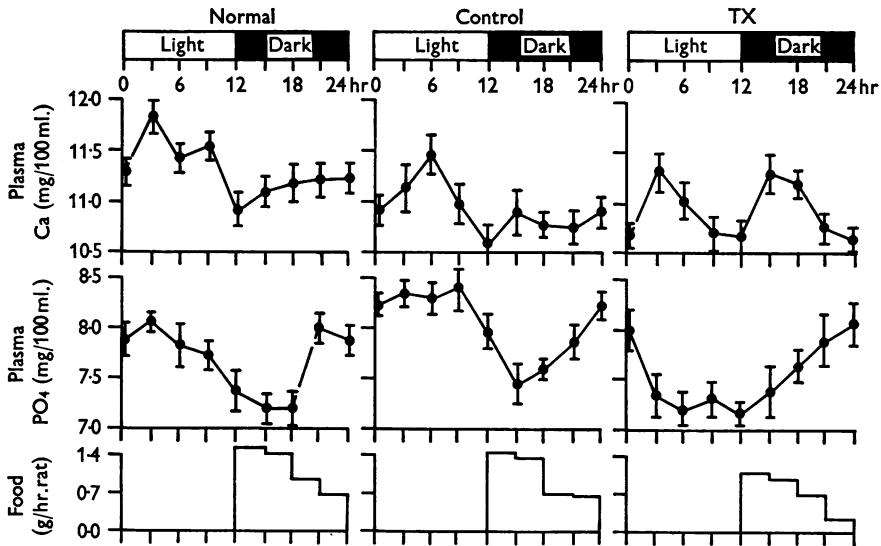 Normal Control TX
Light Dark Light Dark Light Dark
0 6 12 18 24 hr 0 6 12 18 24 hr 0 6 12 18 24 hr
Plasma
Ca (mg/100 ml.)
12·0
11·5
11·0
10·5
Plasma
PO₄ (mg/100 ml.)
8·5
8·0
7·5
7·0
Food
(g/hr.rat)
1·4
0·7
0·0